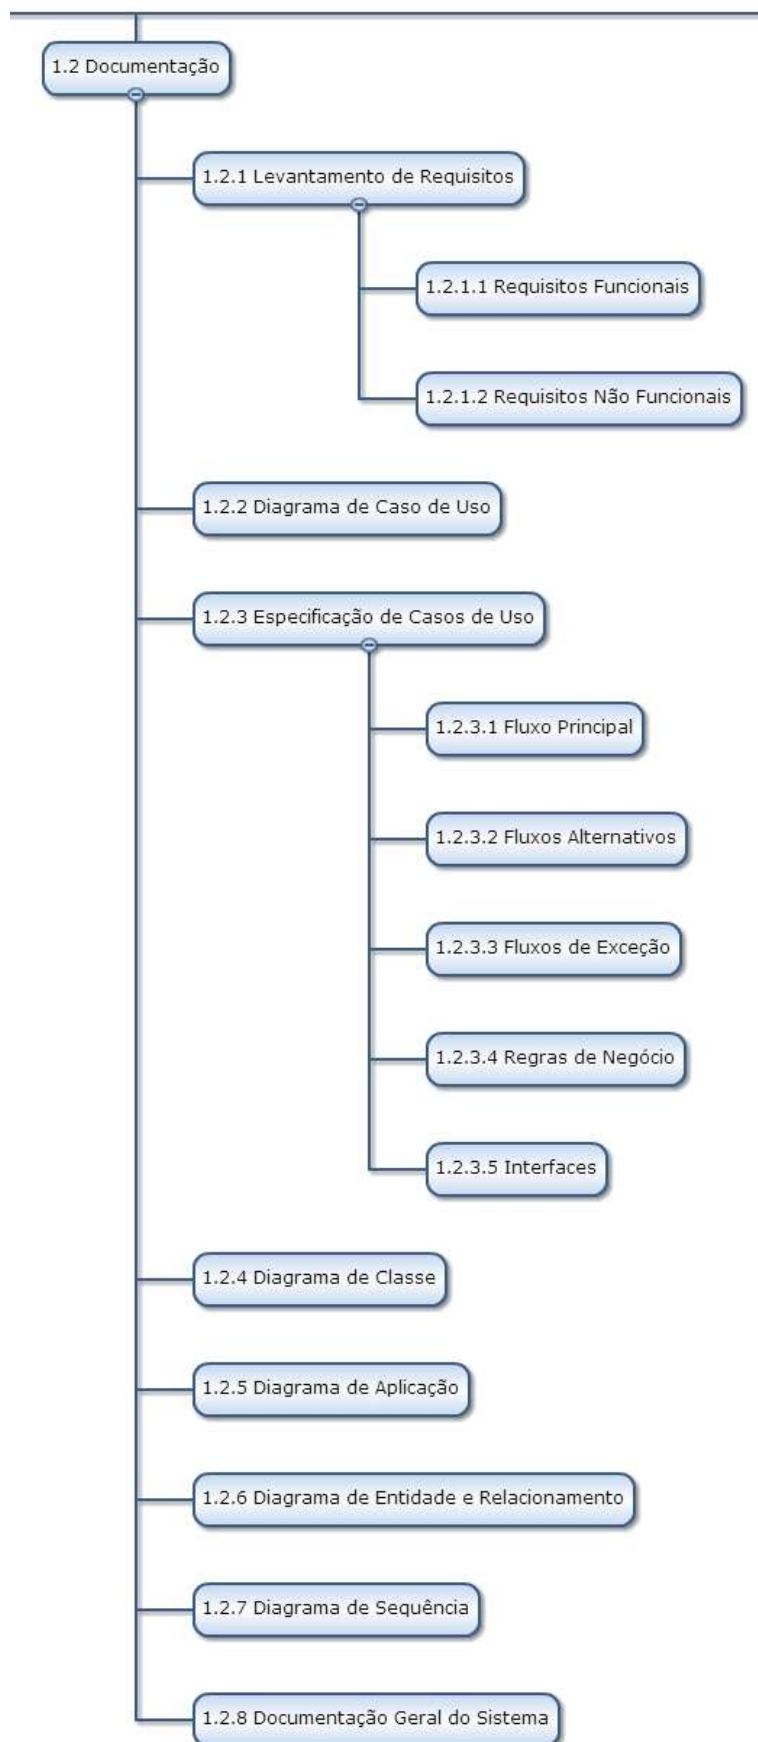 1.2 Documentação
1.2.1 Levantamento de Requisitos
1.2.1.1 Requisitos Funcionais
1.2.1.2 Requisitos Não Funcionais
1.2.2 Diagrama de Caso de Uso
1.2.3 Especificação de Casos de Uso
1.2.3.1 Fluxo Principal
1.2.3.2 Fluxos Alternativos
1.2.3.3 Fluxos de Exceção
1.2.3.4 Regras de Negócio
1.2.3.5 Interfaces
1.2.4 Diagrama de Classe
1.2.5 Diagrama de Aplicação
1.2.6 Diagrama de Entidade e Relacionamento
1.2.7 Diagrama de Sequência
1.2.8 Documentação Geral do Sistema